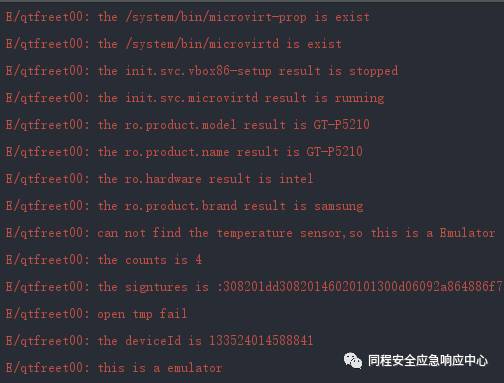 E/qtfreet00: the /system/bin/microvirt-prop is exist
E/qtfreet00: the /system/bin/microvirtd is exist
E/qtfreet00: the init.svc.vbox86-setup result is stopped
E/qtfreet00: the init.svc.microvirtd result is running
E/qtfreet00: the ro.product.model result is GT-P5210
E/qtfreet00: the ro.product.name result is GT-P5210
E/qtfreet00: the ro.hardware result is intel
E/qtfreet00: the ro.product.brand result is samsung
E/qtfreet00: can not find the temperature sensor,so this is a Emulator
E/qtfreet00: the counts is 4
E/qtfreet00: the signtures is :308201dd30820146020101300d06092a864886f7
E/qtfreet00: open tmp fail
E/qtfreet00: the deviceId is 133524014588841
E/qtfreet00: this is a emulator
同程安全应急响应中心